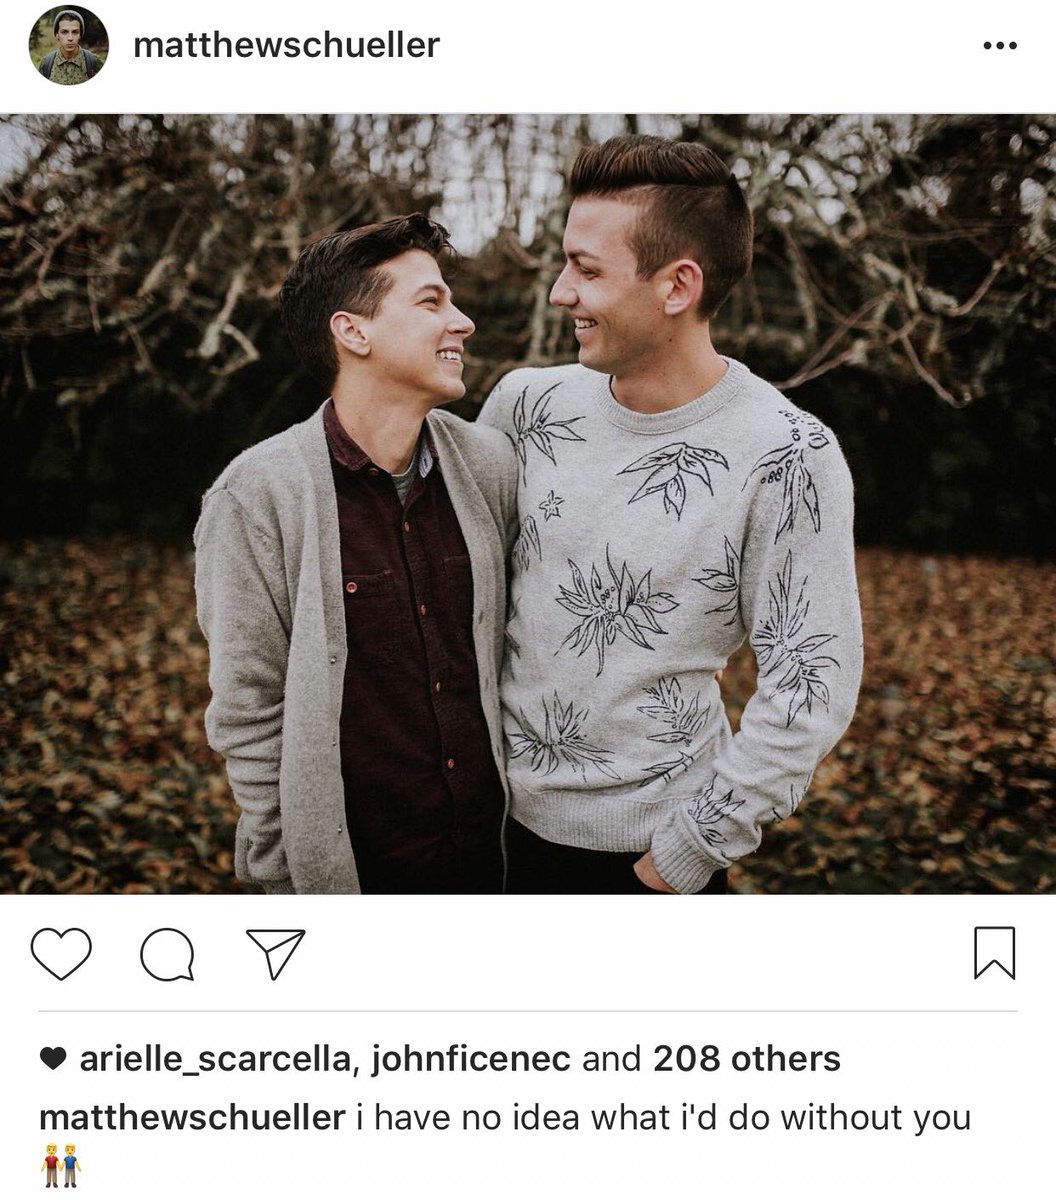 matthewschueller
arielle_scarcella, johnficenec and 208 others
matthewschueller i have no idea what i'd do without you
👬